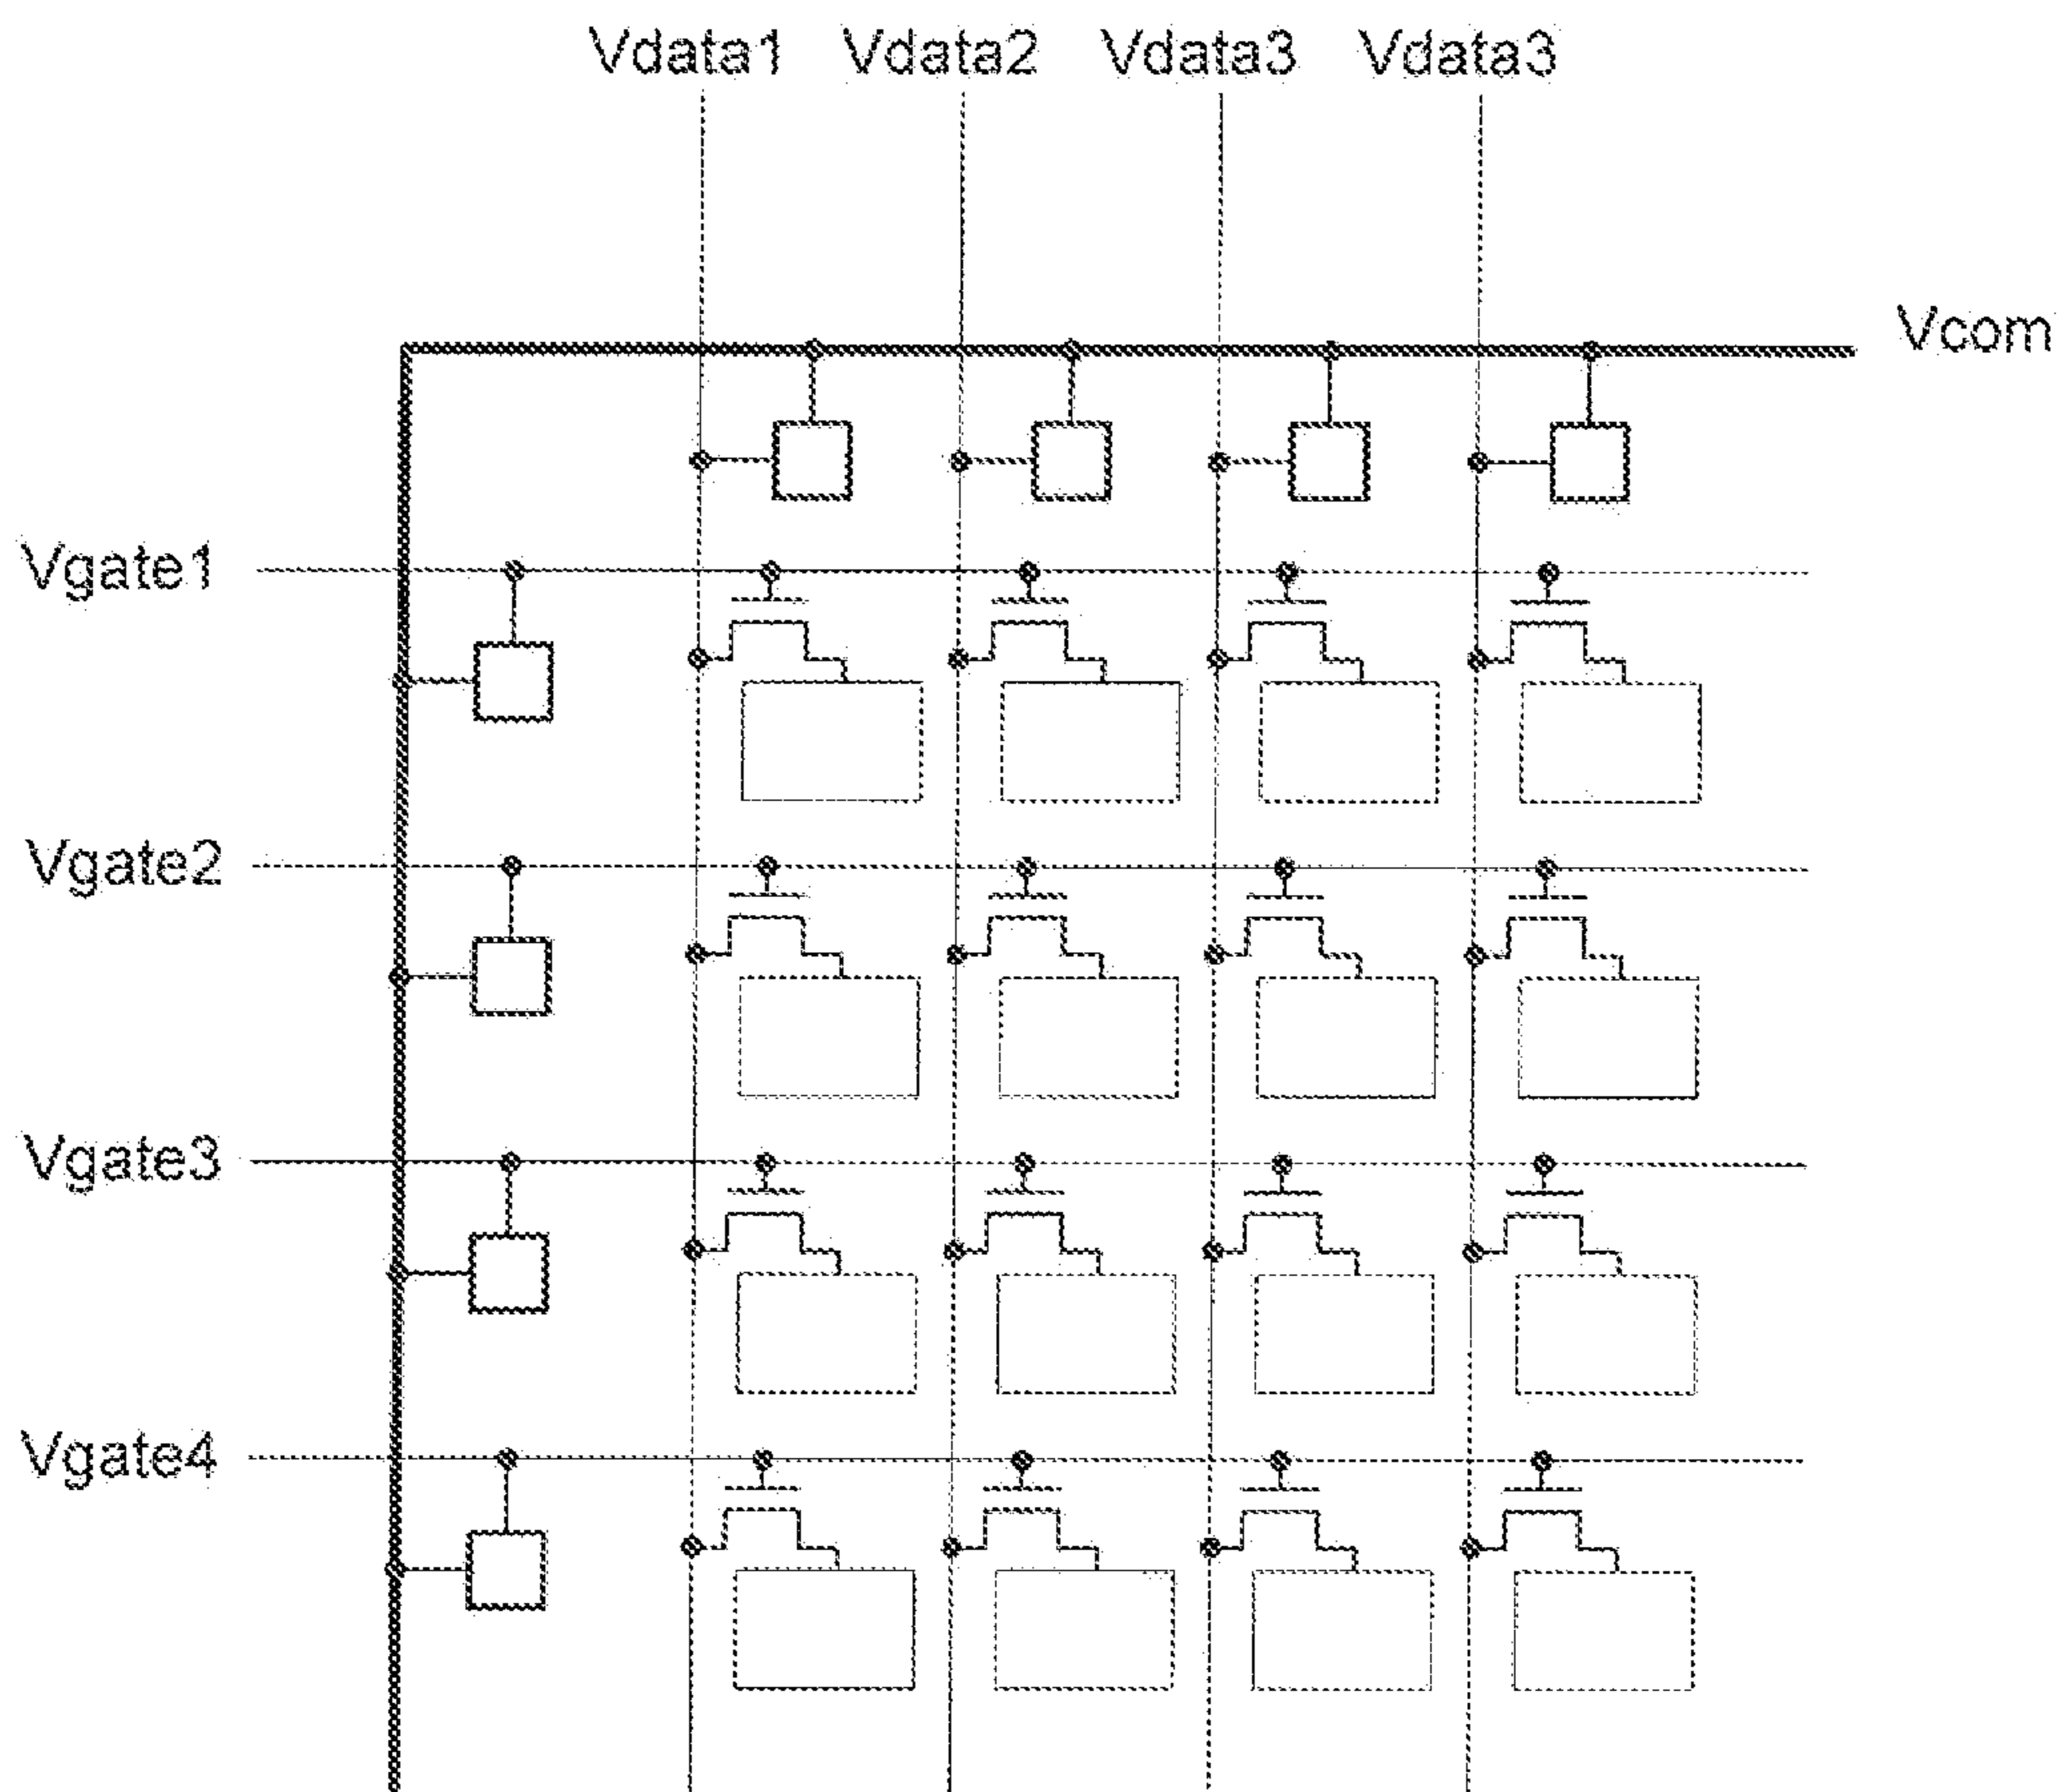 Vdata1 Vdata2 Vdata3 Vdata3
Vcom
Vgate1
Vgate2
Vgate3
Vgate4